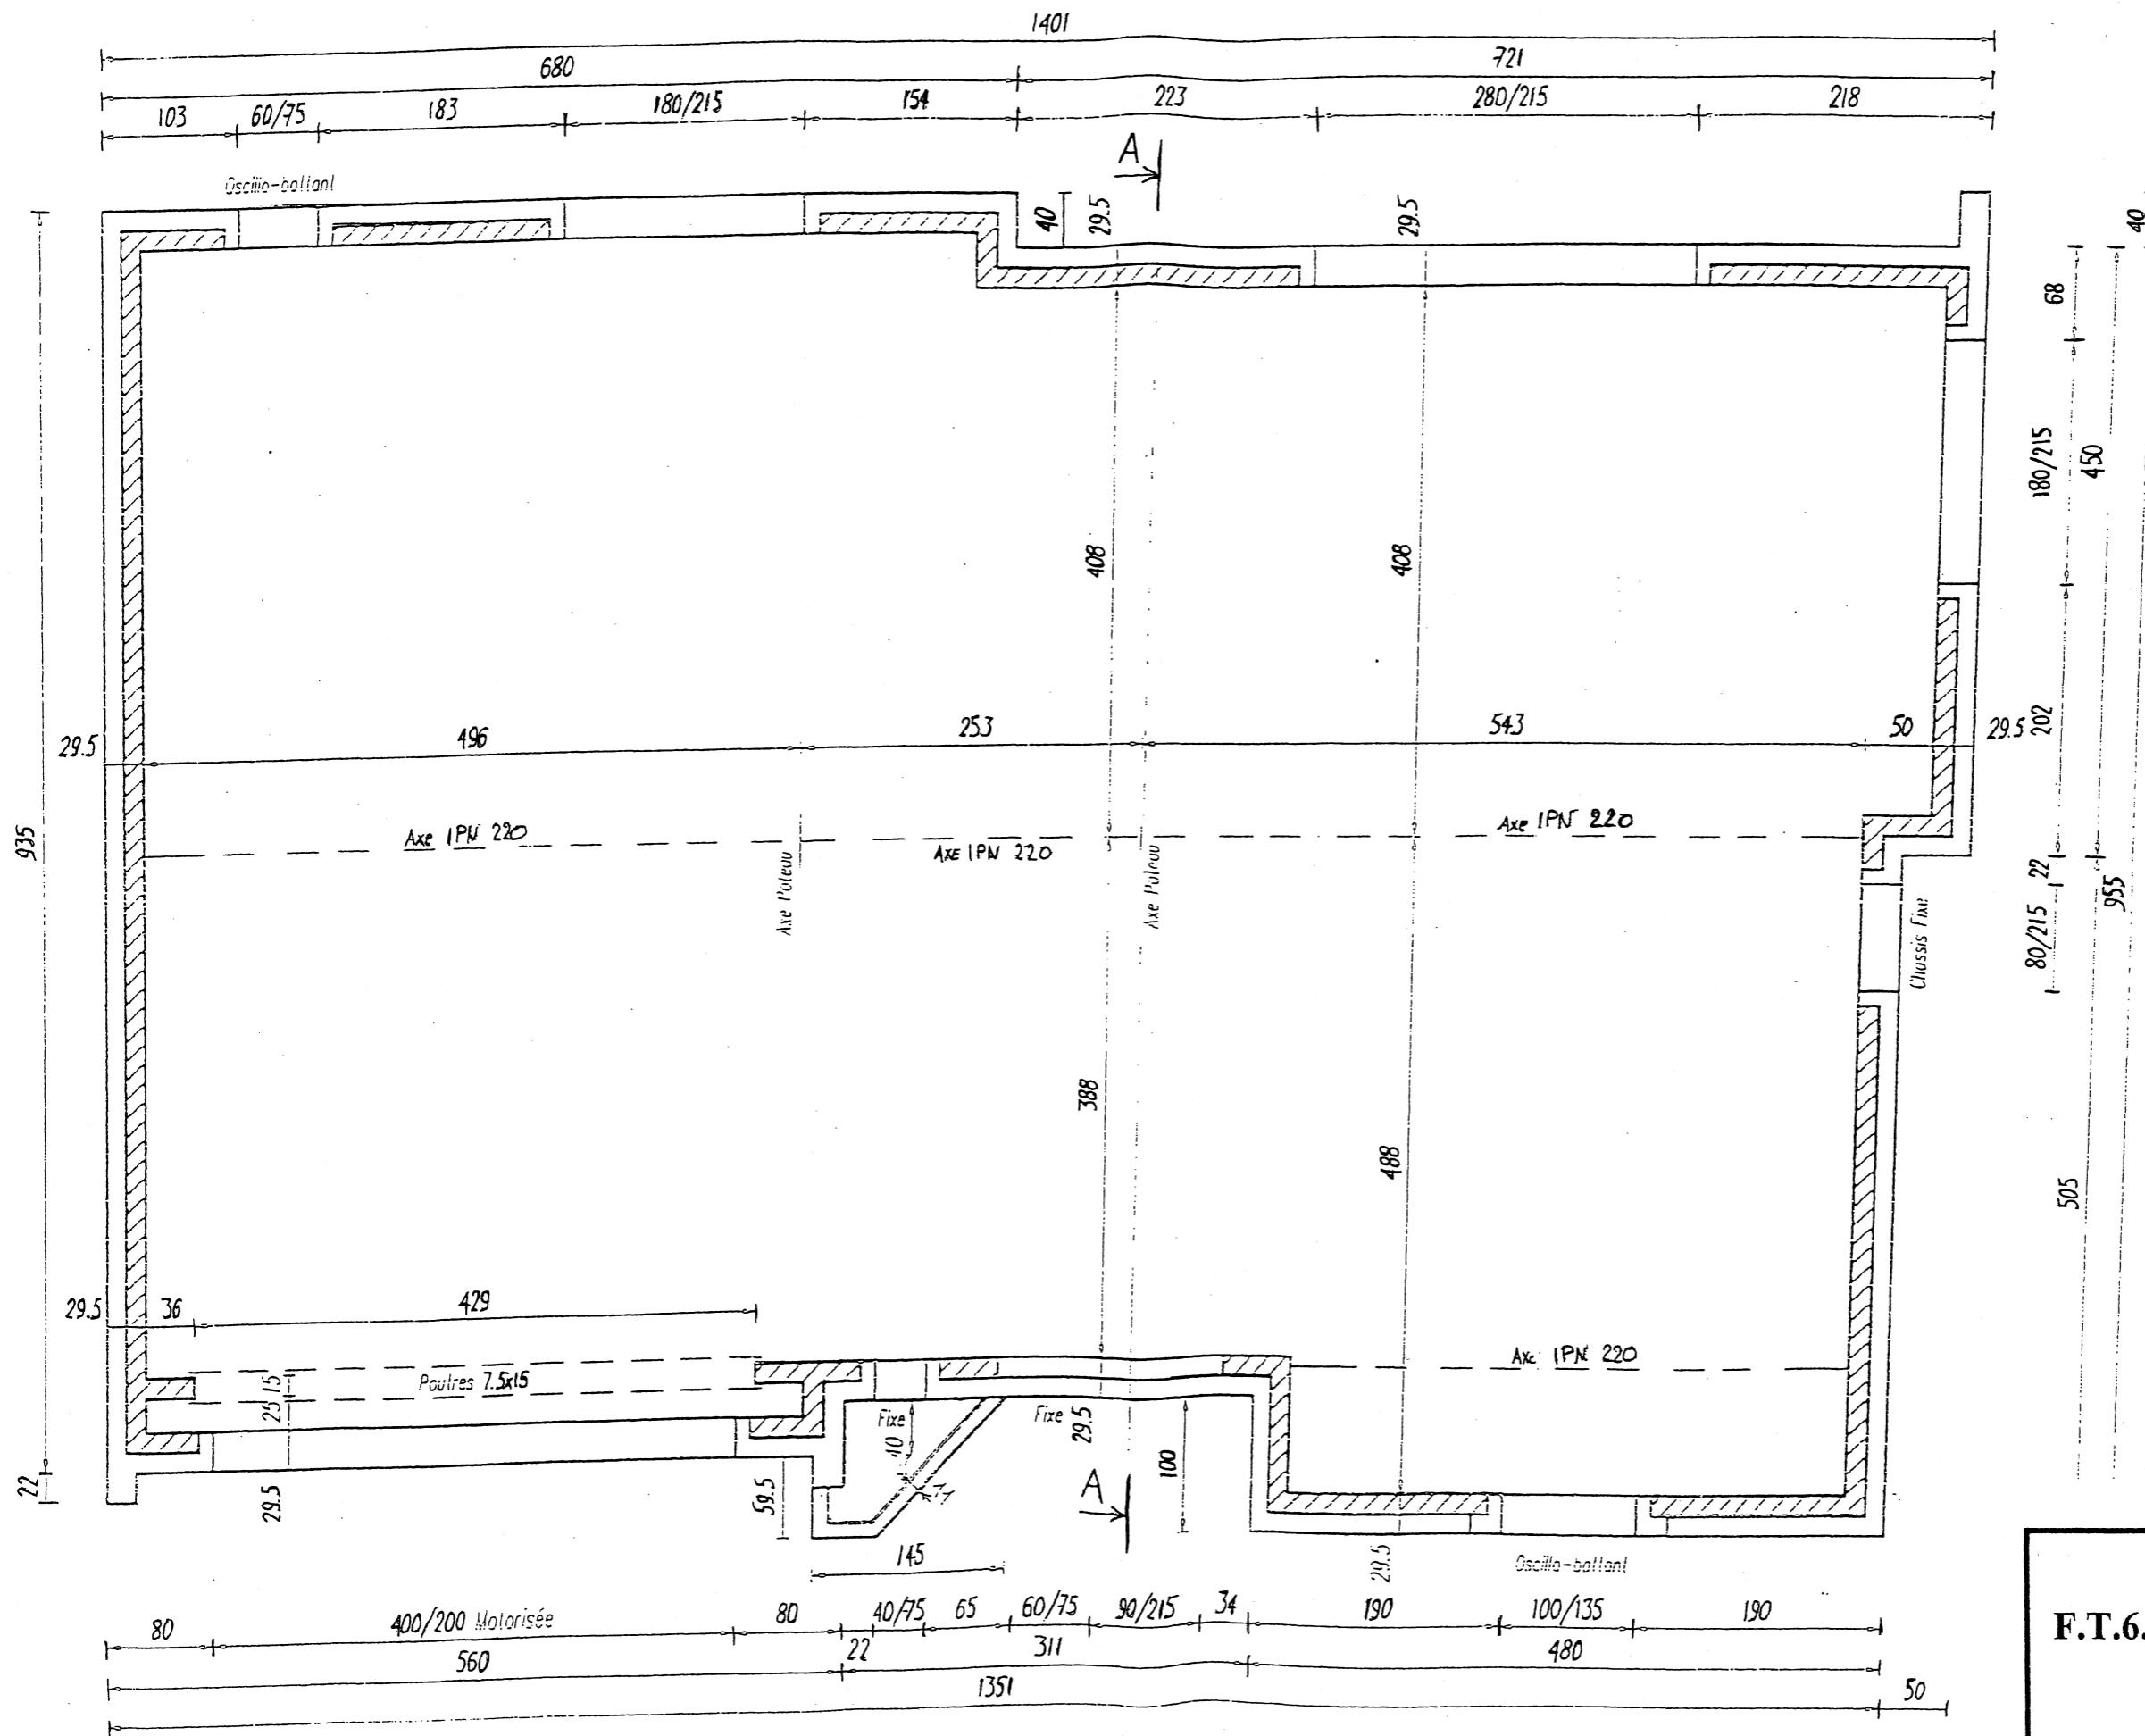 1401
680 721
103 60/75 183 180/215 154 223 280/215 218
A
Oscillo-battant
40 29.5 29.5 40
68
180/215 450
408 408
29.5 496 253 543 50 29.5 202
935
Axe IPN 220 AXE IPN 220 Axe IPN 220
Axe Poteau Axe Poteau
22
80/215 955
Chassis Fixe
388
488
505
29.5 36 429
Poutres 7.5x15
15
25
Axe IPN 220
Fixe Fixe
40 29.5
11
100
22 29.5 59.5
A
145
29.5
Oscillo-battant
80 400/200 Motorisée 80 40/75 65 60/75 90/215 34 190 100/135 190
560 22 311 480
1351 50
F.T.6.